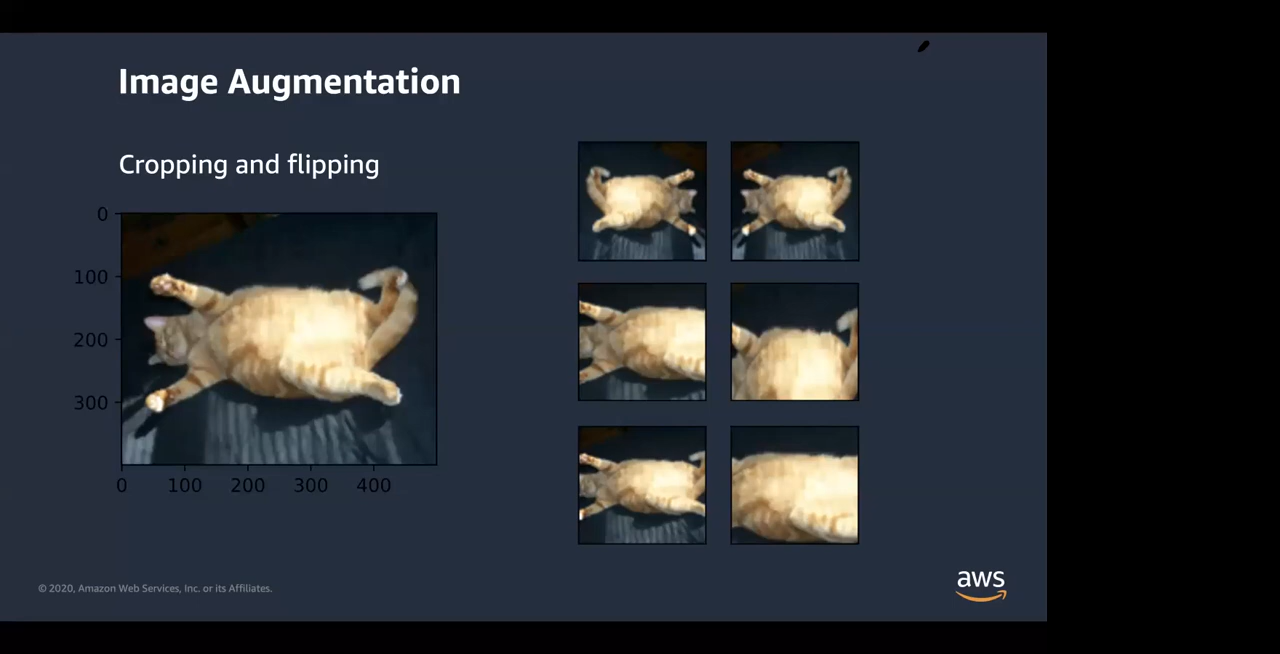 Image Augmentation
Cropping and flipping
0
100
200
300
0 100 200 300 400
© 2020, Amazon Web Services, Inc. or its Affiliates.
aws